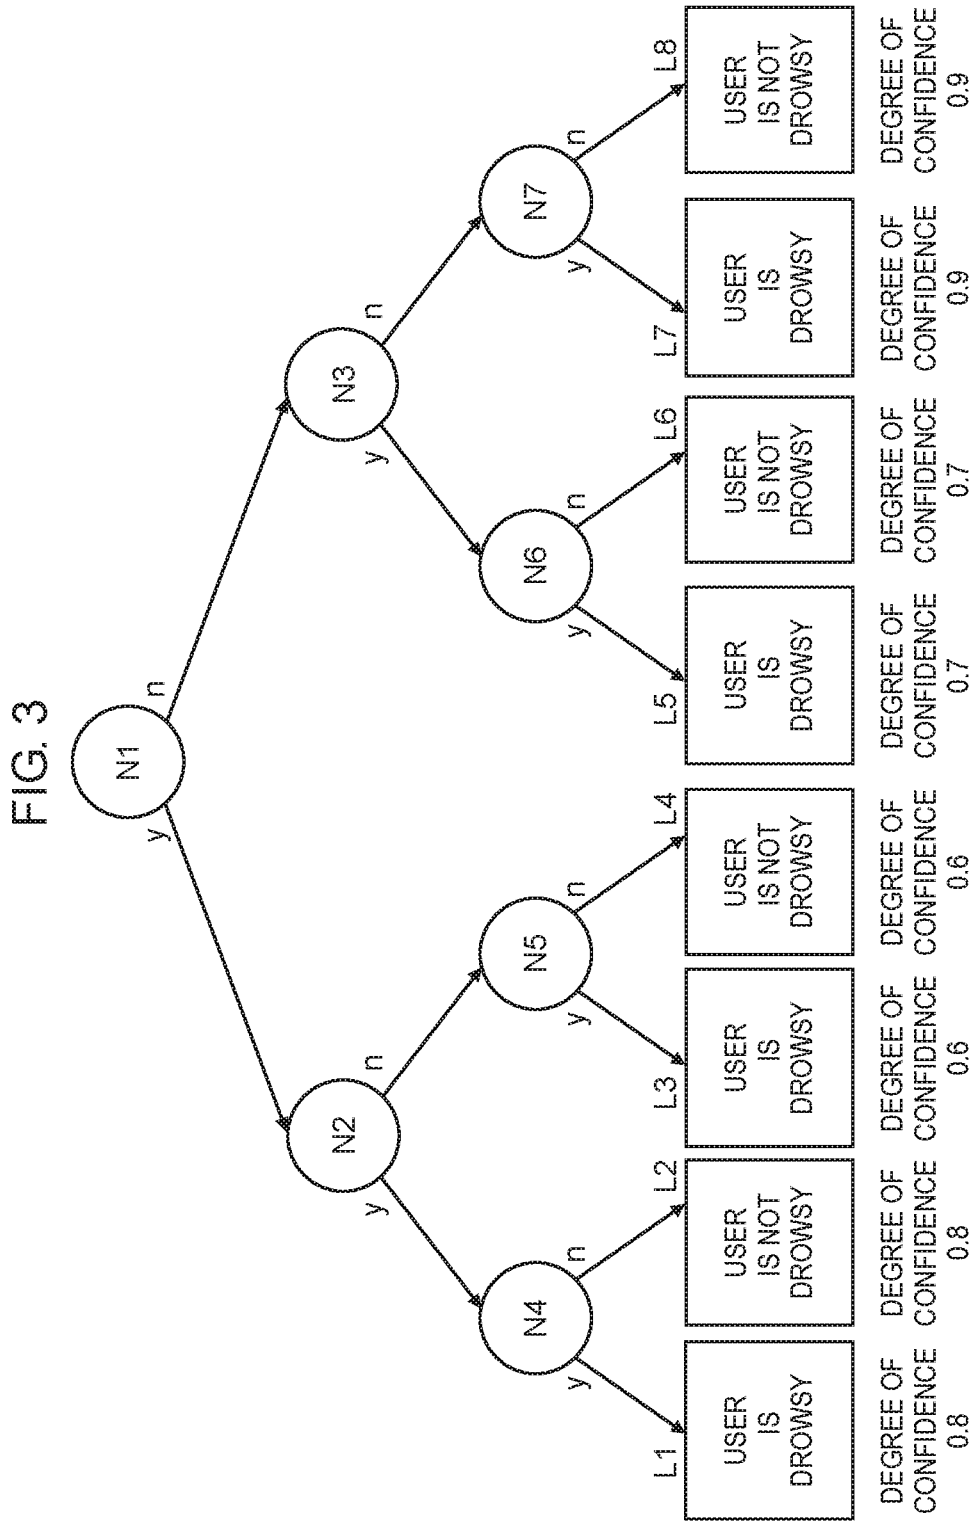 FIG. 3
N1
y
n
N2
N3
y
n
y
n
N4
N5
N6
N7
y
n
y
n
y
n
y
n
L1
L2
L3
L4
L5
L6
L7
L8
USER
IS
DROWSY
USER
IS NOT
DROWSY
USER
IS
DROWSY
USER
IS NOT
DROWSY
USER
IS
DROWSY
USER
IS NOT
DROWSY
USER
IS
DROWSY
USER
IS NOT
DROWSY
DEGREE OF
CONFIDENCE
0.8
DEGREE OF
CONFIDENCE
0.8
DEGREE OF
CONFIDENCE
0.6
DEGREE OF
CONFIDENCE
0.6
DEGREE OF
CONFIDENCE
0.7
DEGREE OF
CONFIDENCE
0.7
DEGREE OF
CONFIDENCE
0.9
DEGREE OF
CONFIDENCE
0.9